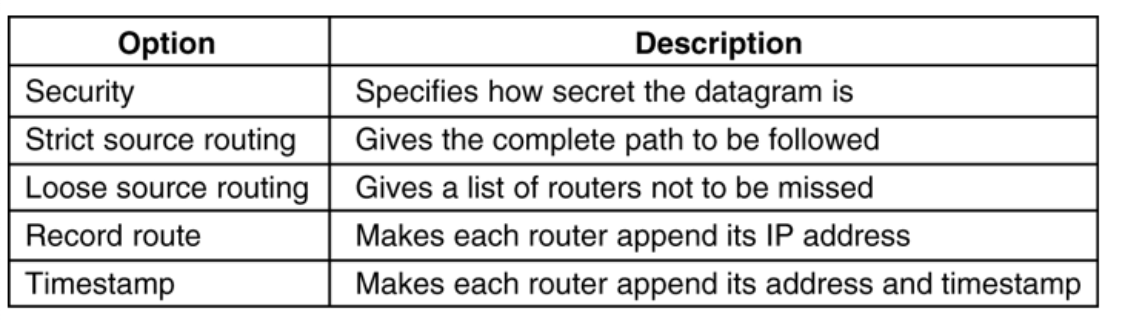 Option Description
Security Specifies how secret the datagram is
Strict source routing Gives the complete path to be followed
Loose source routing Gives a list of routers not to be missed
Record route Makes each router append its IP address
Timestamp Makes each router append its address and timestamp